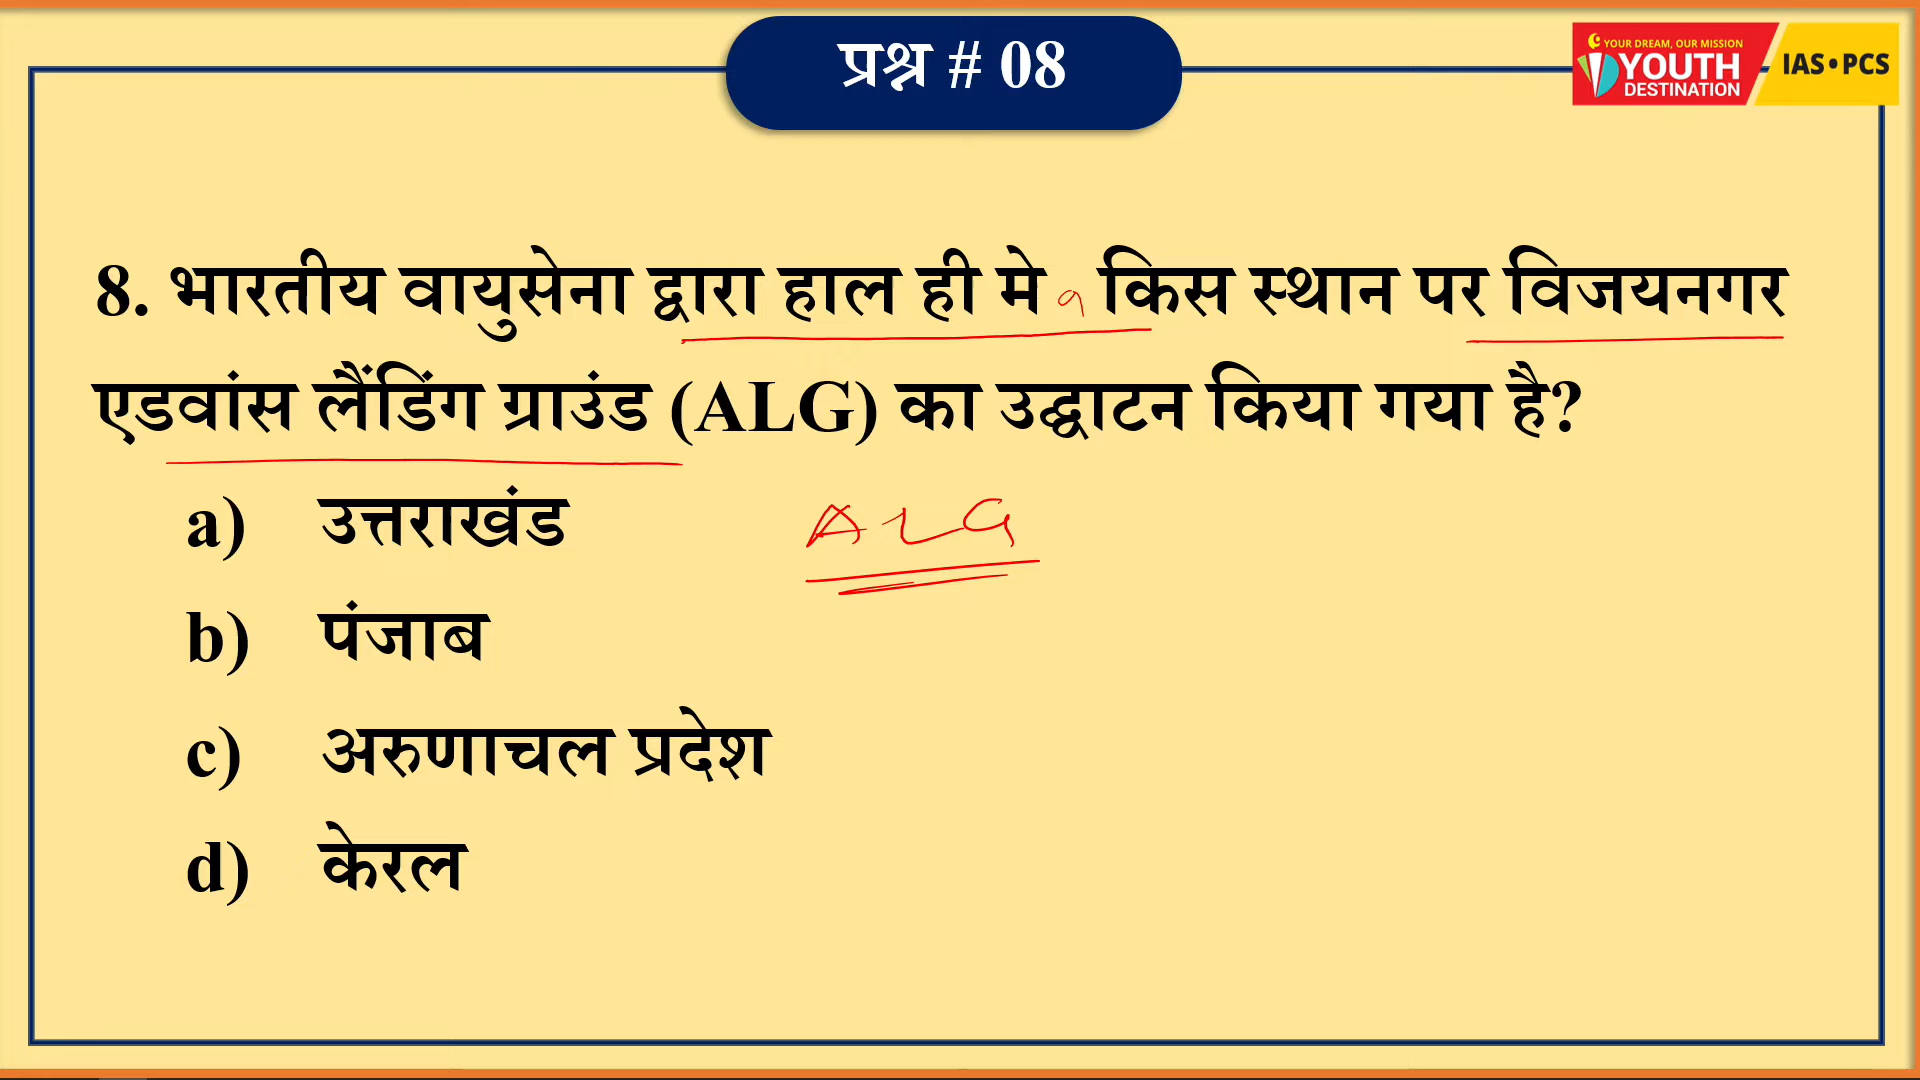 प्रश्न # 08
YOUR DREAM, OUR MISSION
YOUTH
DESTINATION
IAS•PCS
8. भारतीय वायुसेना द्वारा हाल ही मे किस स्थान पर विजयनगर
एडवांस लैंडिंग ग्राउंड (ALG) का उद्घाटन किया गया है?
a) उत्तराखंड
ALG
b) पंजाब
c) अरुणाचल प्रदेश
d) केरल